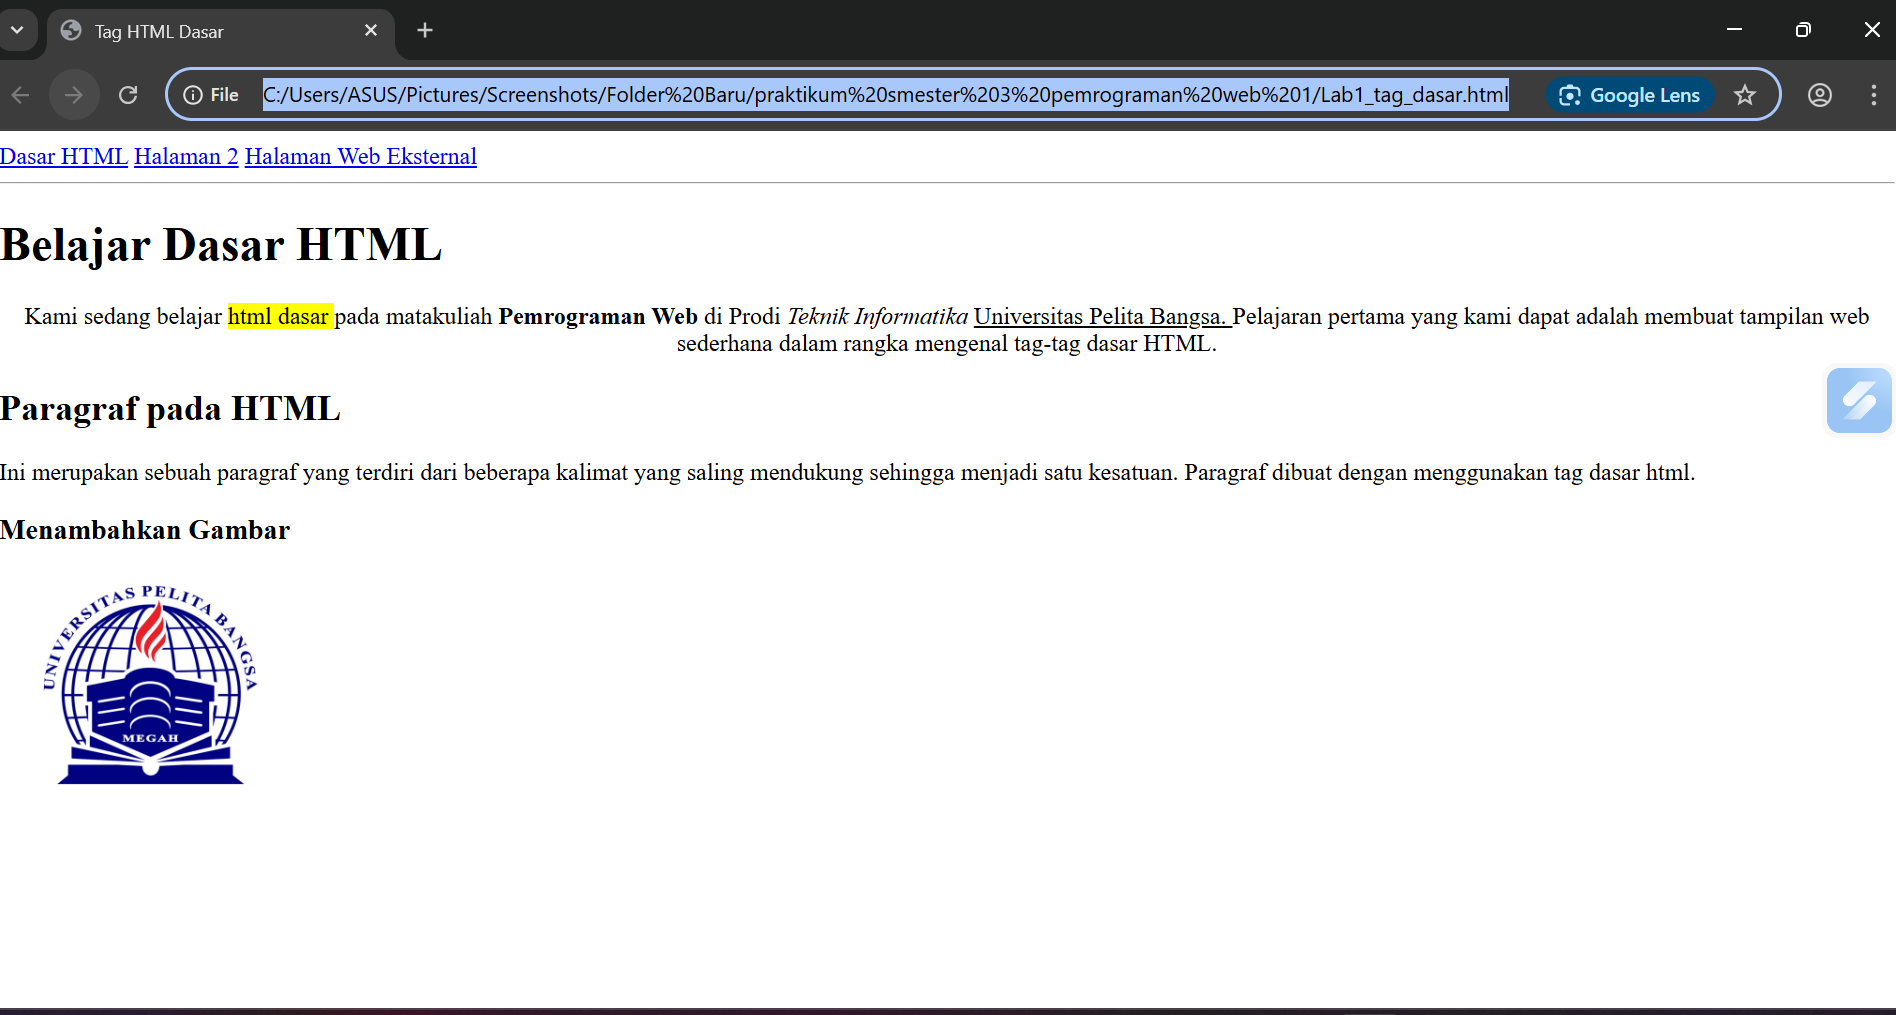 Tag HTML Dasar
File
C:/Users/ASUS/Pictures/Screenshots/Folder%20Baru/praktikum%20smester%203%20pemrograman%20web%201/Lab1_tag_dasar.html
Google Lens
Dasar HTML Halaman 2 Halaman Web Eksternal
Belajar Dasar HTML
Kami sedang belajar html dasar pada matakuliah Pemrograman Web di Prodi Teknik Informatika Universitas Pelita Bangsa. Pelajaran pertama yang kami dapat adalah membuat tampilan web
sederhana dalam rangka mengenal tag-tag dasar HTML.
Paragraf pada HTML
Ini merupakan sebuah paragraf yang terdiri dari beberapa kalimat yang saling mendukung sehingga menjadi satu kesatuan. Paragraf dibuat dengan menggunakan tag dasar html.
Menambahkan Gambar
UNIVERSITAS PELITA BANGSA
MEGAH